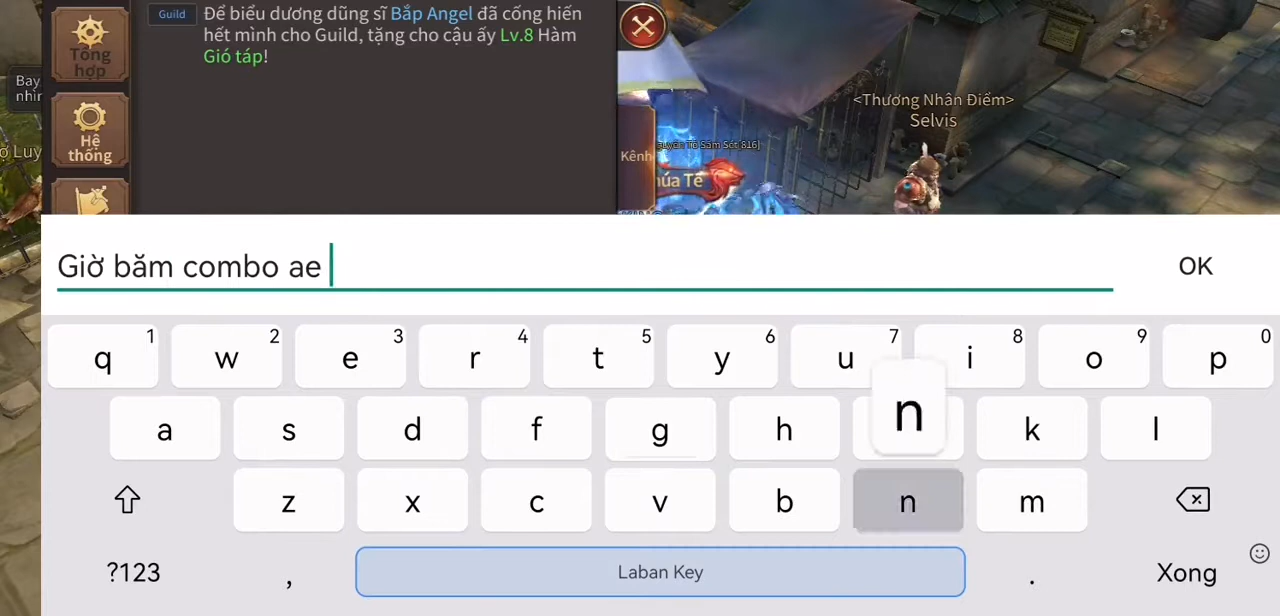 Guild Để biểu dương dũng sĩ Bắp Angel đã cống hiến
hết mình cho Guild, tặng cho cậu ấy Lv.8 Hàm
Gió táp!
Tổng
hợp
Bay
Hệ
thống
<Thương Nhân Điểm>
Selvis
Kênh
Giờ băm combo ae
OK
q 1 w 2 e 3 r 4 t 5 y 6 u 7 i 8 o 9 p 0
a s d f g h n k l
z x c v b n m
?123 , Laban Key . Xong